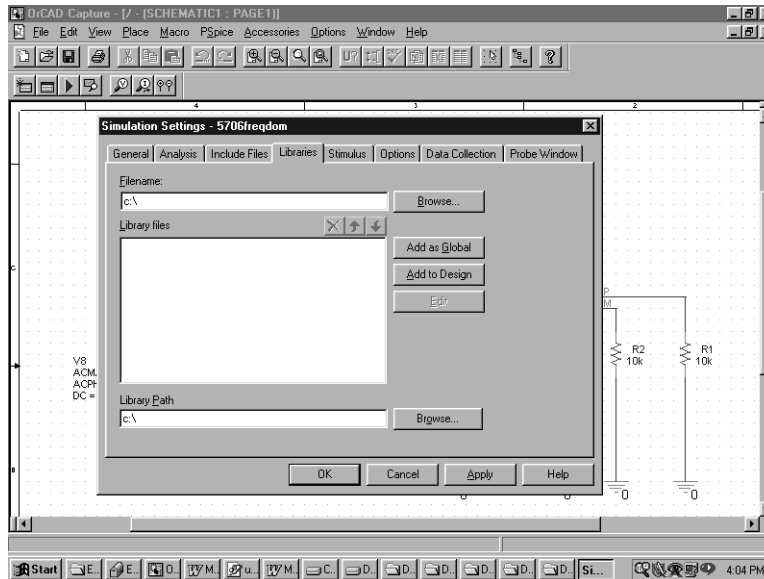 OrCAD Capture - [/ - (SCHEMATIC1 : PAGE1)]
File Edit View Place Macro PSpice Accessories Options Window Help
U?
4 3 2
Simulation Settings - 5706freqdom
General Analysis Include Files Libraries Stimulus Options Data Collection Probe Window
Filename:
c:\
Browse...
Library files
Add as Global
Add to Design
Edit
C
P
M
V8
ACM
ACPH
DC =
R2
10k
R1
10k
Library Path
c:\
Browse...
B
OK Cancel Apply Help
0 0
Start E.. E.. O.. M.. u.. M.. C.. D.. D.. D.. D.. D.. D.. Si... 4:04 PM